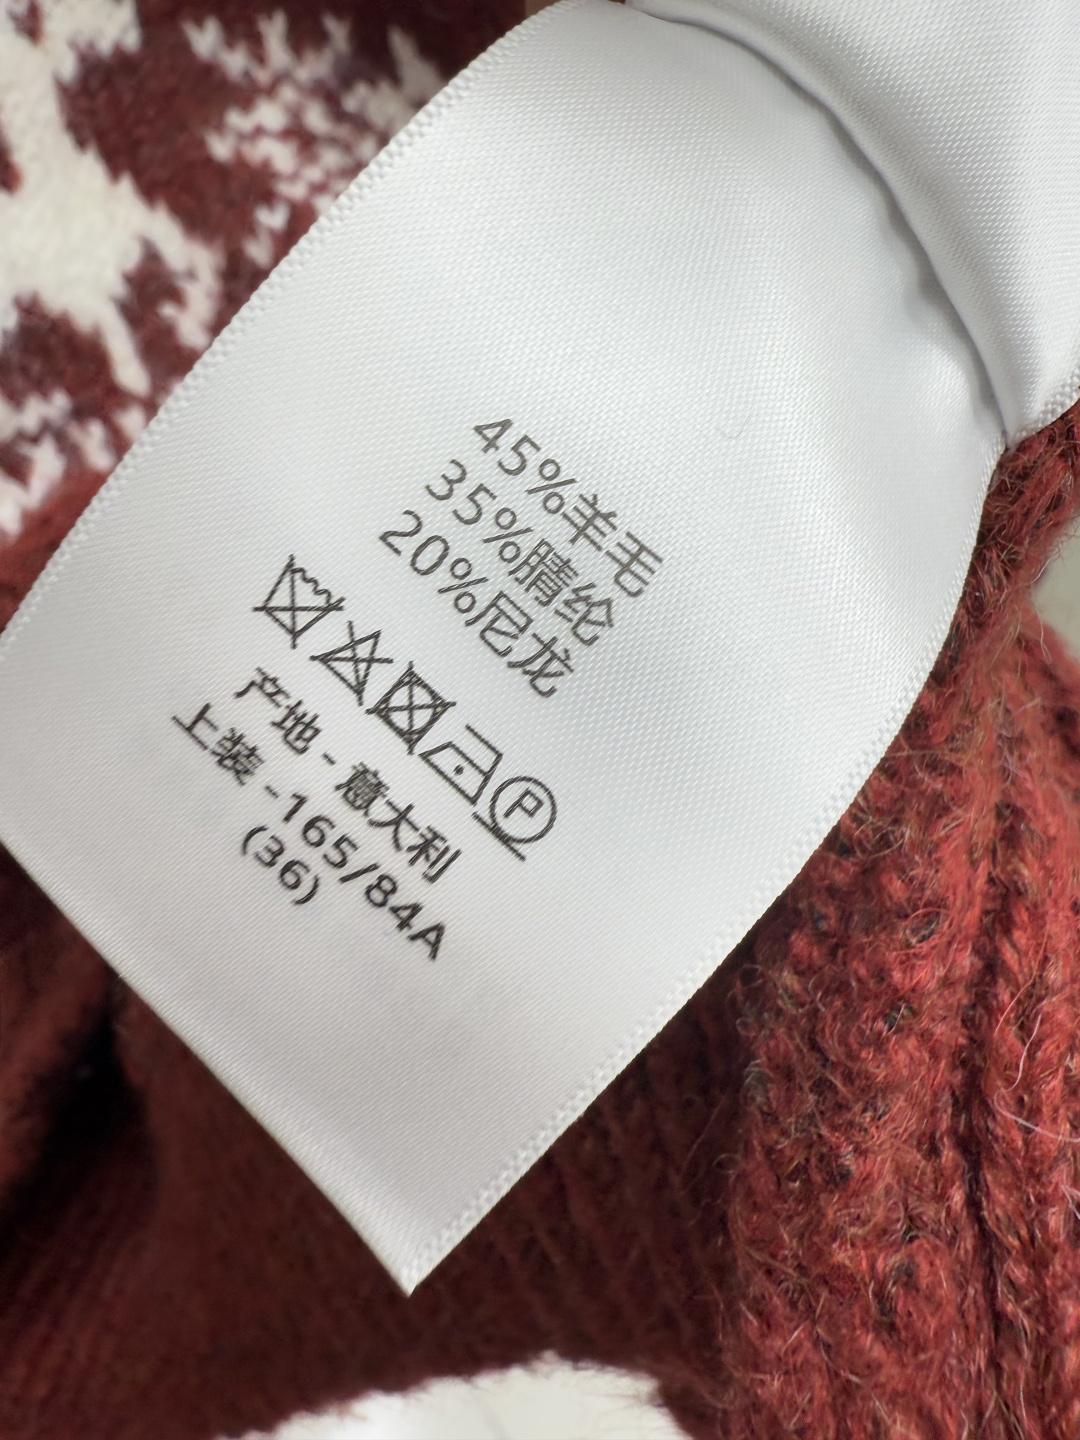 45%羊毛
35%腈纶
20%尼龙
P
产地 - 意大利
上装 -165/84A
(36)